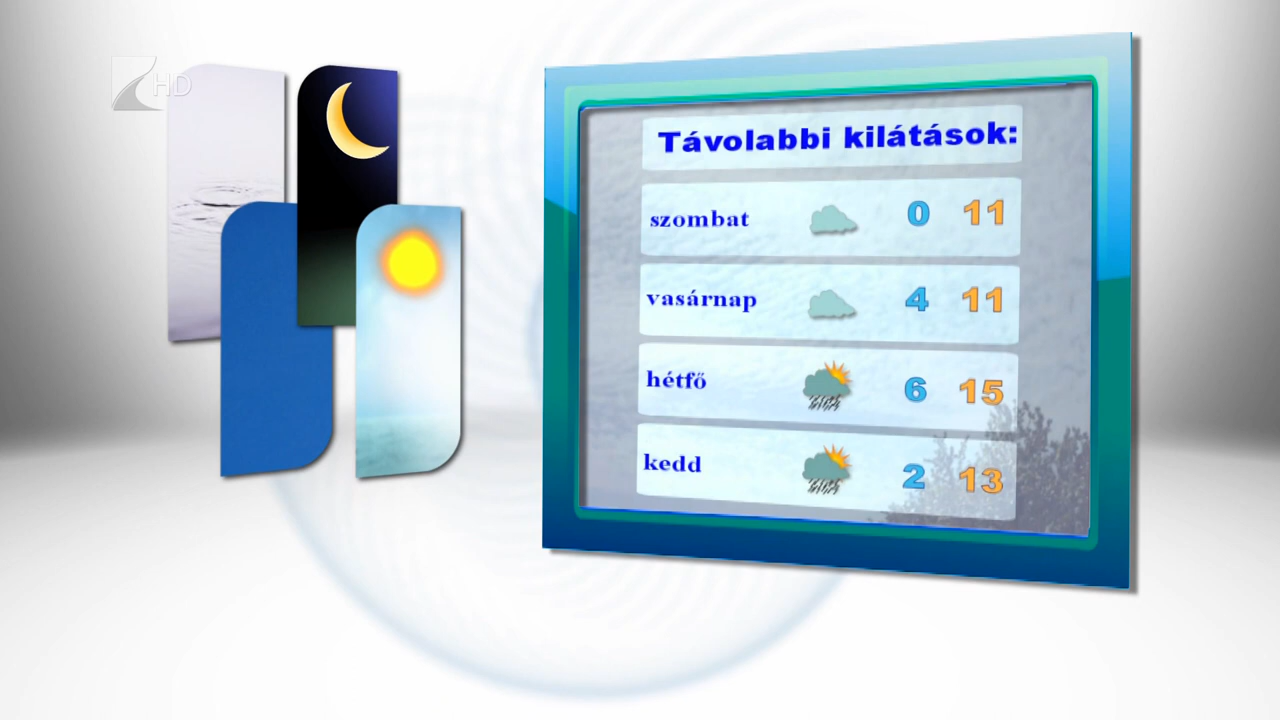 HD
Távolabbi kilátások:
szombat 0 11
vasárnap 4 11
hétfő 6 15
kedd 2 13